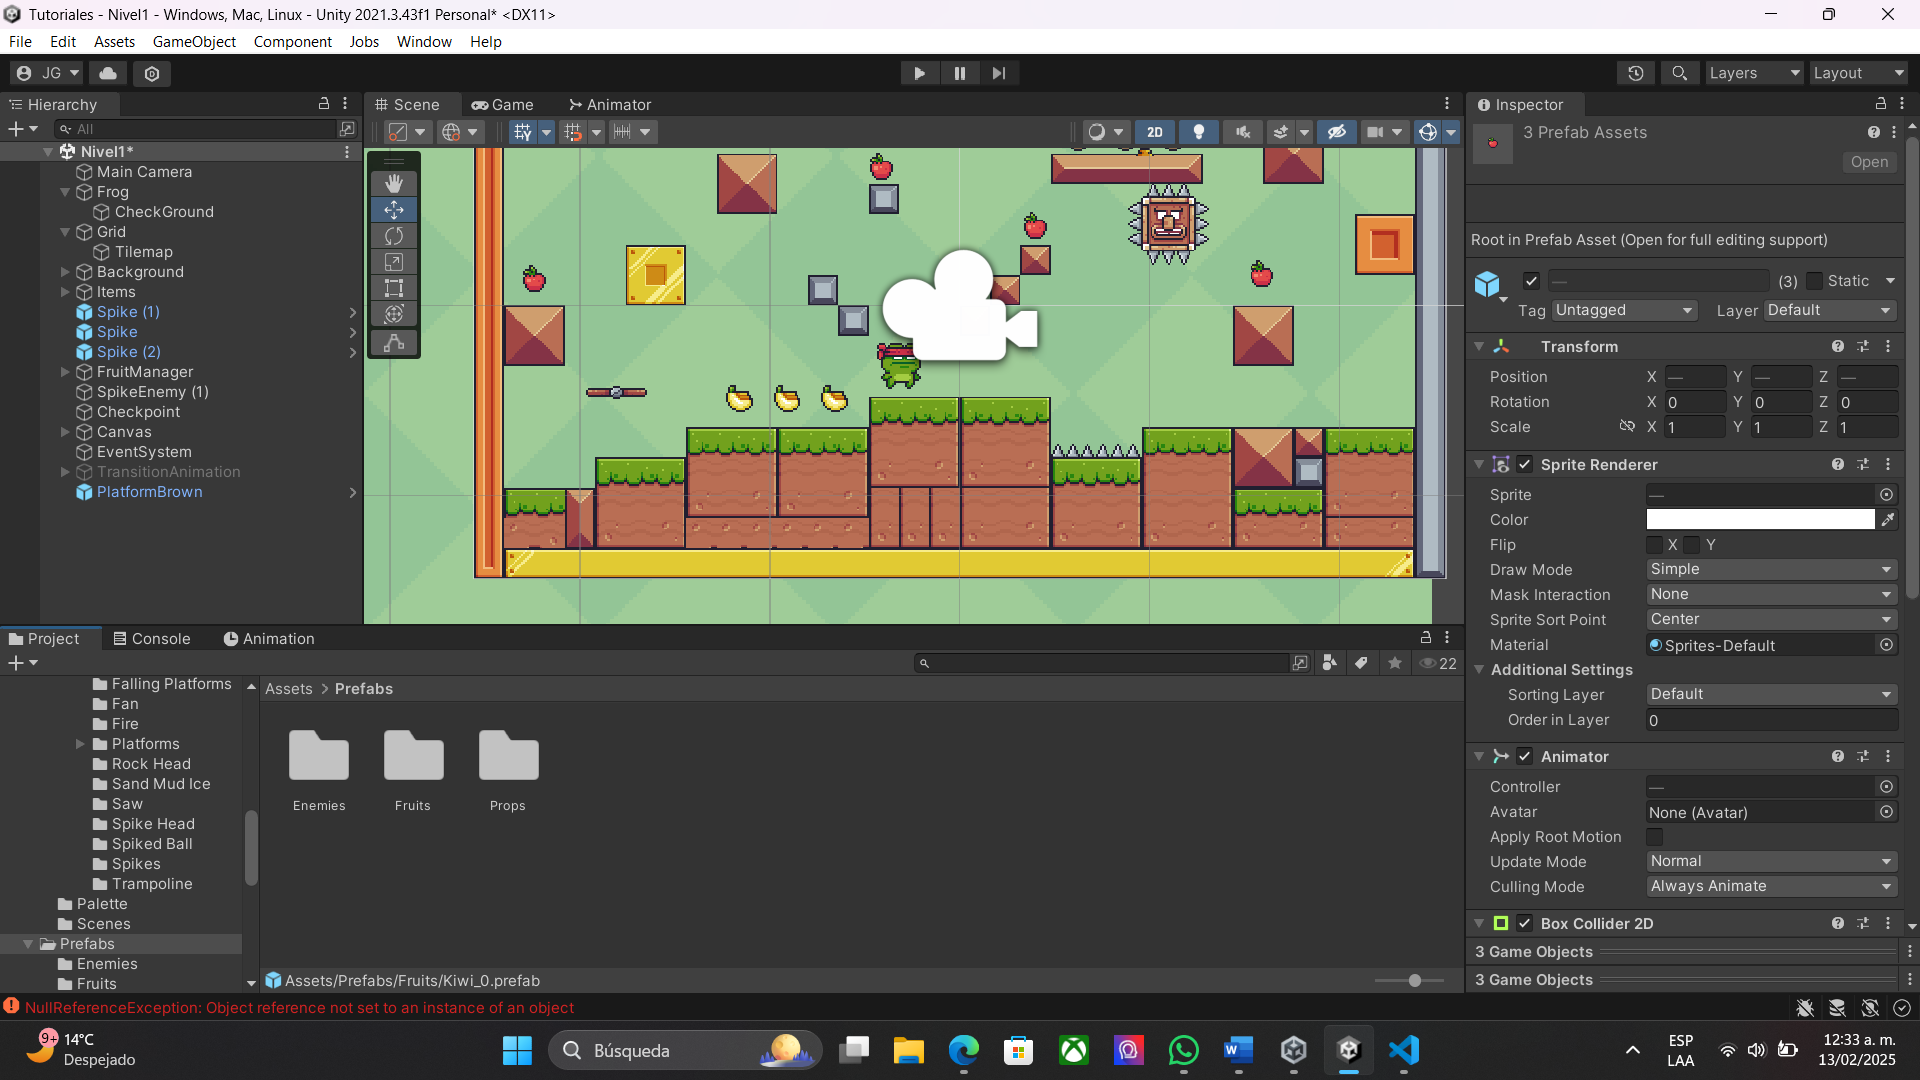 Tutoriales - Nivel1 - Windows, Mac, Linux - Unity 2021.3.43f1 Personal* <DX11>
File Edit Assets GameObject Component Jobs Window Help
JG Layers Layout
Hierarchy
All
Nivel1*
Main Camera
Frog
CheckGround
Grid
Tilemap
Background
Items
Spike (1)
Spike
Spike (2)
FruitManager
SpikeEnemy (1)
Checkpoint
Canvas
EventSystem
TransitionAnimation
PlatformBrown
Scene Game Animator
2D
Inspector
3 Prefab Assets
Open
Root in Prefab Asset (Open for full editing support)
— (3) Static
Tag Untagged Layer Default
Transform
Position X — Y — Z —
Rotation X 0 Y 0 Z 0
Scale X 1 Y 1 Z 1
Sprite Renderer
Sprite —
Color
Flip X Y
Draw Mode Simple
Mask Interaction None
Sprite Sort Point Center
Material Sprites-Default
Additional Settings
Sorting Layer Default
Order in Layer 0
Animator
Controller —
Avatar None (Avatar)
Apply Root Motion
Update Mode Normal
Culling Mode Always Animate
Box Collider 2D
3 Game Objects
3 Game Objects
Project Console Animation
22
Falling Platforms
Fan
Fire
Platforms
Rock Head
Sand Mud Ice
Saw
Spike Head
Spiked Ball
Spikes
Trampoline
Palette
Scenes
Prefabs
Enemies
Fruits
Assets > Prefabs
Enemies Fruits Props
Assets/Prefabs/Fruits/Kiwi_0.prefab
NullReferenceException: Object reference not set to an instance of an object
9+ 14°C
Despejado
Búsqueda
ESP
LAA
12:33 a. m.
13/02/2025